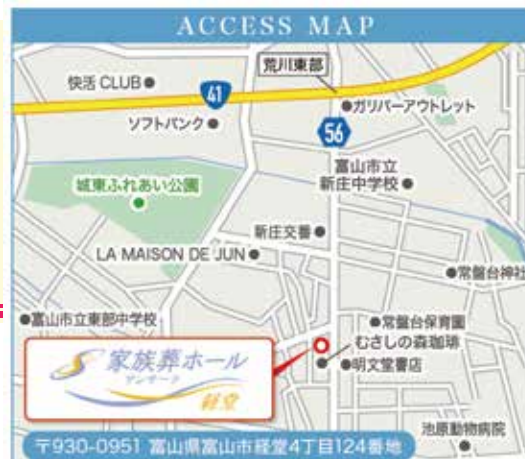 ACCESS MAP
荒川東部
快活 CLUB
41
ガリバーアウトレット
ソフトバンク
56
富山市立
新庄中学校
城東ふれあい公園
新庄交番
LA MAISON DE JUN
常盤台神社
富山市立東部中学校
常盤台保育園
むさしの森珈琲
明文堂書店
家族葬ホール
アンサージ
経堂
池原動物病院
〒930-0951 富山県富山市経堂4丁目124番地